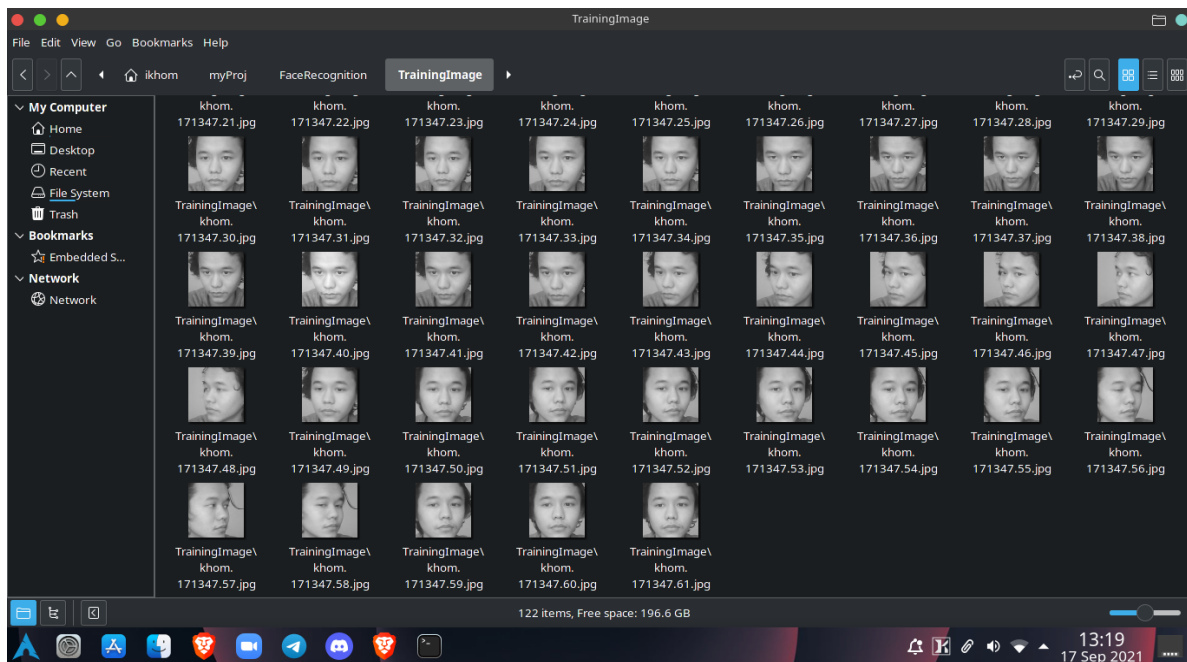 TrainingImage
File Edit View Go Bookmarks Help
ikhom myProj FaceRecognition TrainingImage
My Computer
Home
Desktop
Recent
File System
Trash
Bookmarks
Embedded S...
Network
Network
khom. khom. khom. khom. khom. khom. khom. khom. khom.
171347.21.jpg 171347.22.jpg 171347.23.jpg 171347.24.jpg 171347.25.jpg 171347.26.jpg 171347.27.jpg 171347.28.jpg 171347.29.jpg
TrainingImage\ TrainingImage\ TrainingImage\ TrainingImage\ TrainingImage\ TrainingImage\ TrainingImage\ TrainingImage\ TrainingImage\
khom. khom. khom. khom. khom. khom. khom. khom. khom.
171347.30.jpg 171347.31.jpg 171347.32.jpg 171347.33.jpg 171347.34.jpg 171347.35.jpg 171347.36.jpg 171347.37.jpg 171347.38.jpg
TrainingImage\ TrainingImage\ TrainingImage\ TrainingImage\ TrainingImage\ TrainingImage\ TrainingImage\ TrainingImage\ TrainingImage\
khom. khom. khom. khom. khom. khom. khom. khom. khom.
171347.39.jpg 171347.40.jpg 171347.41.jpg 171347.42.jpg 171347.43.jpg 171347.44.jpg 171347.45.jpg 171347.46.jpg 171347.47.jpg
TrainingImage\ TrainingImage\ TrainingImage\ TrainingImage\ TrainingImage\ TrainingImage\ TrainingImage\ TrainingImage\ TrainingImage\
khom. khom. khom. khom. khom. khom. khom. khom. khom.
171347.48.jpg 171347.49.jpg 171347.50.jpg 171347.51.jpg 171347.52.jpg 171347.53.jpg 171347.54.jpg 171347.55.jpg 171347.56.jpg
TrainingImage\ TrainingImage\ TrainingImage\ TrainingImage\ TrainingImage\
khom. khom. khom. khom. khom.
171347.57.jpg 171347.58.jpg 171347.59.jpg 171347.60.jpg 171347.61.jpg
122 items, Free space: 196.6 GB
13:19
17 Sep 2021